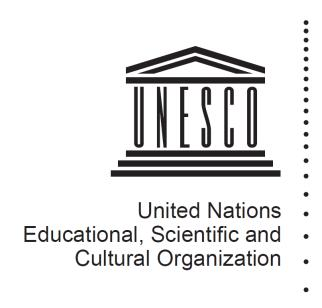 UNESCO
United Nations
Educational, Scientific and
Cultural Organization